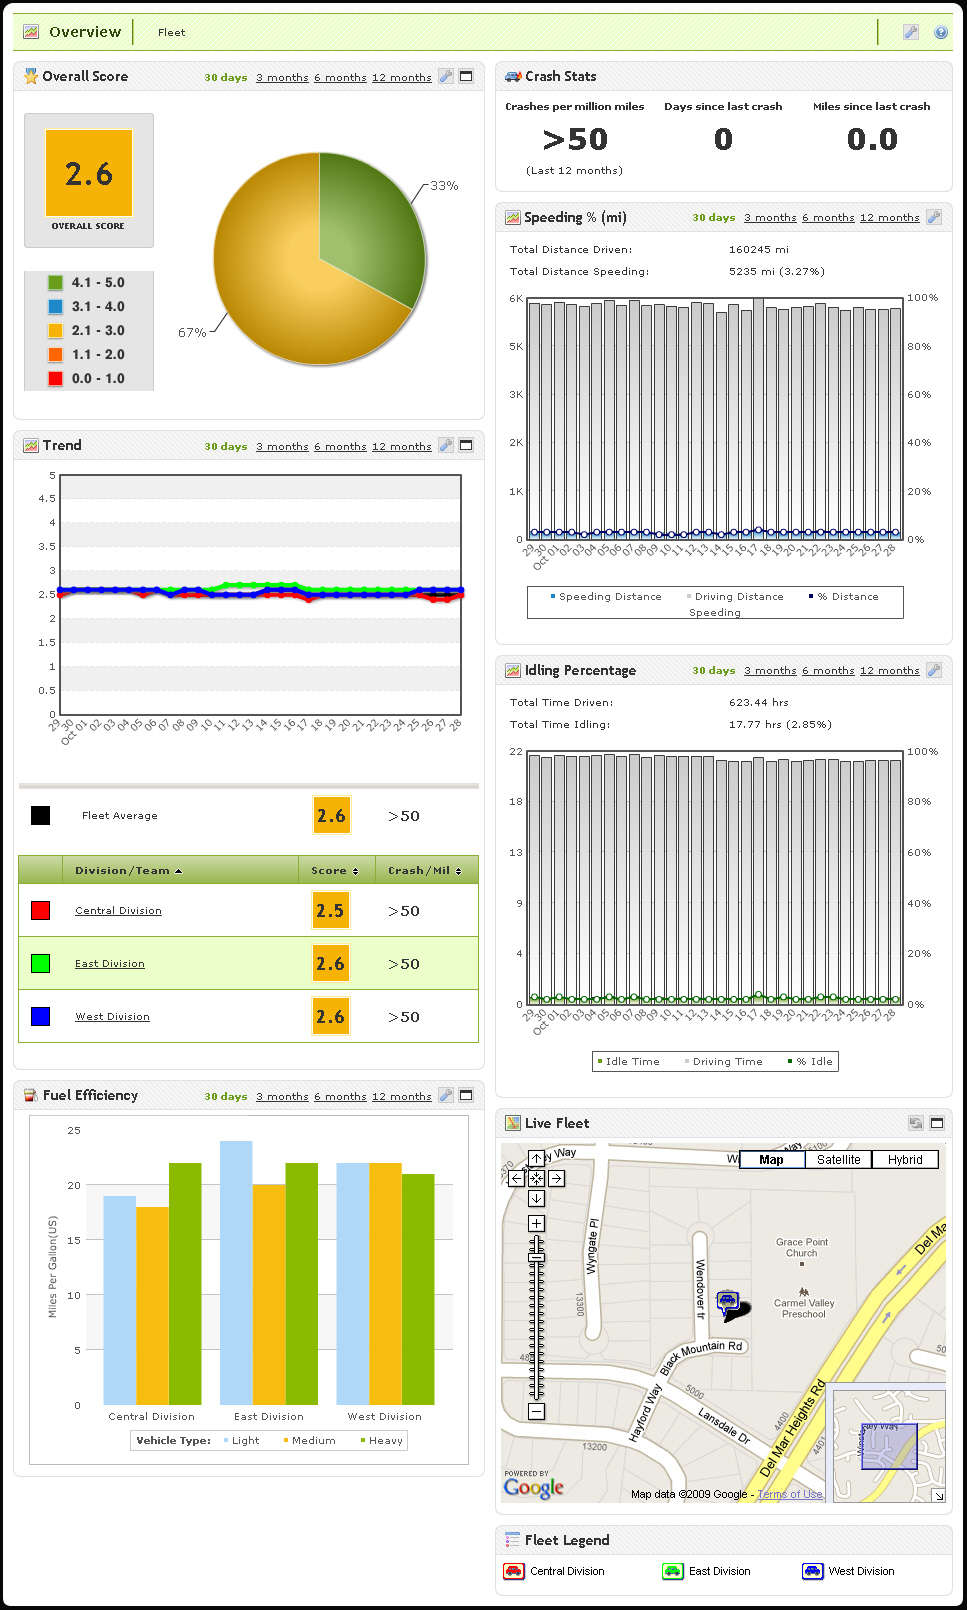 Overview
Fleet
Overall Score
30 days 3 months 6 months 12 months
2.6
OVERALL SCORE
4.1 - 5.0
3.1 - 4.0
2.1 - 3.0
1.1 - 2.0
0.0 - 1.0
33%
67%
Trend
30 days 3 months 6 months 12 months
5
4.5
4
3.5
3
2.5
2
1.5
1
0.5
0
29 30 Oct 01 02 03 04 05 06 07 08 09 10 11 12 13 14 15 16 17 18 19 20 21 22 23 24 25 26 27 28
Fleet Average 2.6 >50
Division/Team Score Crash/Mil
Central Division 2.5 >50
East Division 2.6 >50
West Division 2.6 >50
Fuel Efficiency
30 days 3 months 6 months 12 months
Miles Per Gallon(US)
25
20
15
10
5
0
Central Division East Division West Division
Vehicle Type: Light Medium Heavy
Crash Stats
Crashes per million miles Days since last crash Miles since last crash
>50 0 0.0
(Last 12 months)
Speeding % (mi)
30 days 3 months 6 months 12 months
Total Distance Driven: 160245 mi
Total Distance Speeding: 5235 mi (3.27%)
6K 100%
5K 80%
3K 60%
2K 40%
1K 20%
0 0%
29 30 Oct 01 02 03 04 05 06 07 08 09 10 11 12 13 14 15 16 17 18 19 20 21 22 23 24 25 26 27 28
Speeding Distance Driving Distance % Distance
Speeding
Idling Percentage
30 days 3 months 6 months 12 months
Total Time Driven: 623.44 hrs
Total Time Idling: 17.77 hrs (2.85%)
22 100%
18 80%
13 60%
9 40%
4 20%
0 0%
29 30 Oct 01 02 03 04 05 06 07 08 09 10 11 12 13 14 15 16 17 18 19 20 21 22 23 24 25 26 27 28
Idle Time Driving Time % Idle
Live Fleet
Map Satellite Hybrid
Wyngate Pl
Wendover tr
Grace Point
Church
Carmel Valley
Preschool
Del Ma
13300
Black Mountain Rd
Hayford Way
5000
Lansdale Dr
13200
Del Mar Heights Rd
4400
4401
POWERED BY
Google
Map data ©2009 Google - Terms of Use
Fleet Legend
Central Division East Division West Division